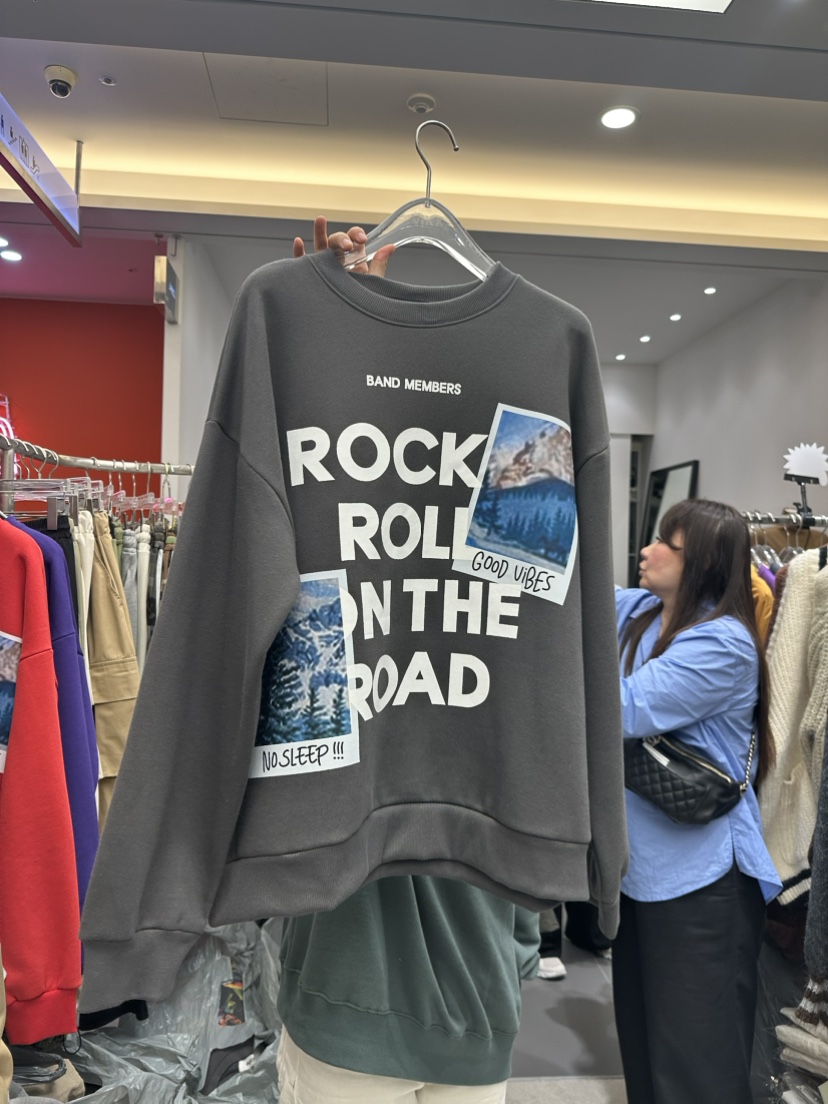 BAND MEMBERS
ROCK
ROLL
GOOD VIBES
ON THE
ROAD
NO SLEEP !!!